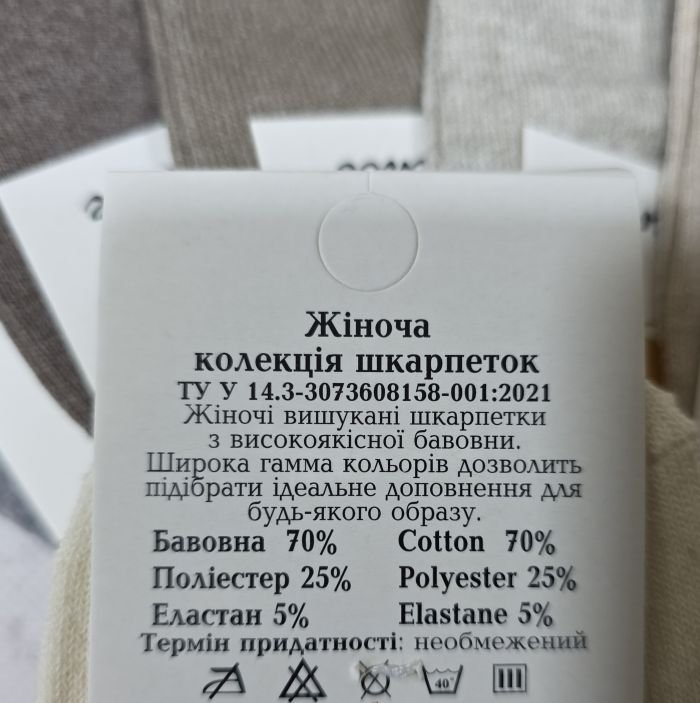 Жіноча
колекція шкарпеток
ТУ У 14.3-3073608158-001:2021
Жіночі вишукані шкарпетки
з високоякісної бавовни.
Широка гамма кольорів дозволить
підібрати ідеальне доповнення для
будь-якого образу.
Бавовна 70% Cotton 70%
Поліестер 25% Polyester 25%
Еластан 5% Elastane 5%
Термін придатності: необмежений
40°